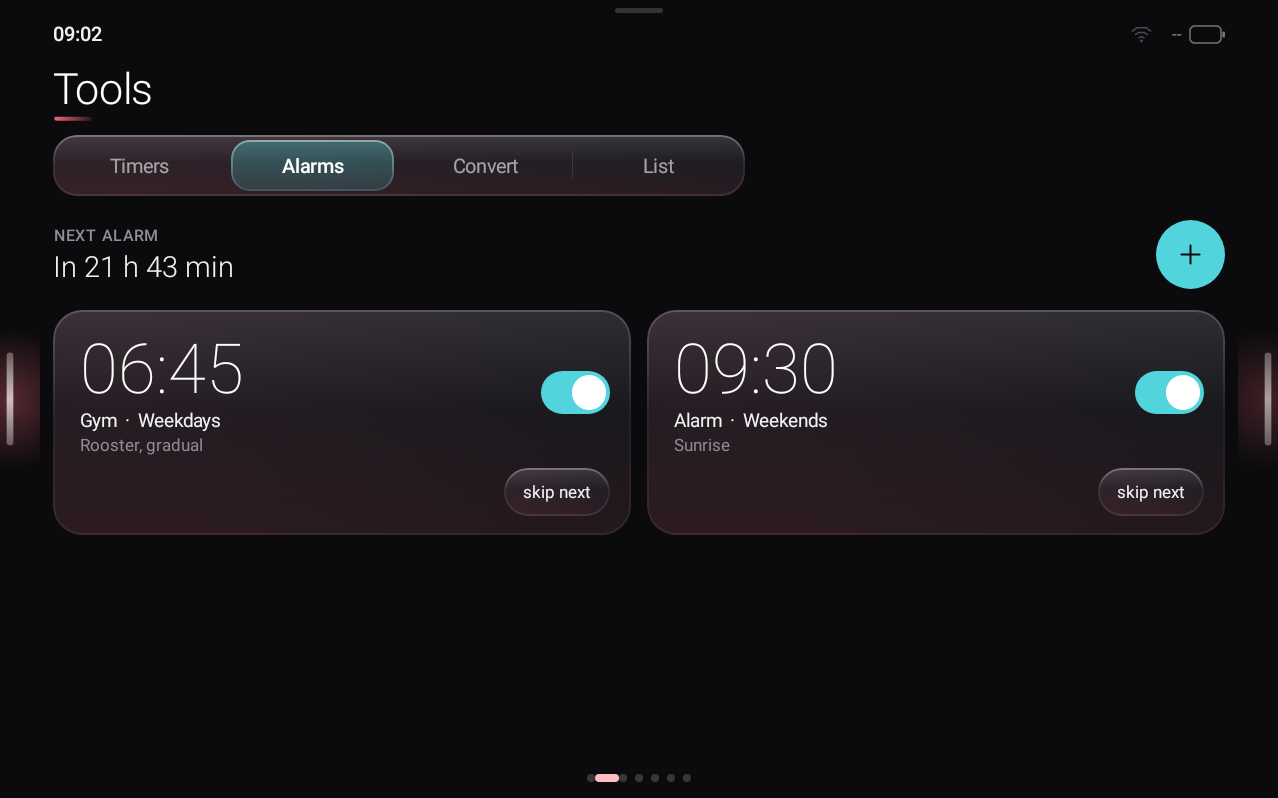 09:02
--
Tools
Timers
Alarms
Convert
List
NEXT ALARM
In 21 h 43 min
+
06:45
Gym · Weekdays
Rooster, gradual
skip next
09:30
Alarm · Weekends
Sunrise
skip next